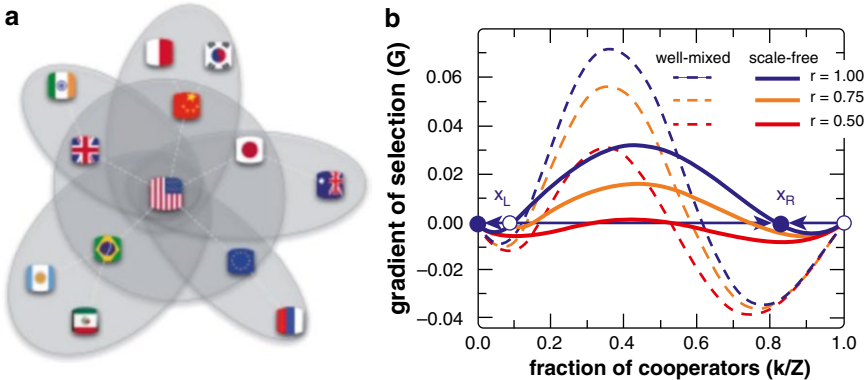 a
b
gradient of selection (G)
0.06
0.04
0.02
0.00
−0.02
−0.04
well-mixed scale-free
r = 1.00
r = 0.75
r = 0.50
xL
xR
0.0 0.2 0.4 0.6 0.8 1.0
fraction of cooperators (k/Z)